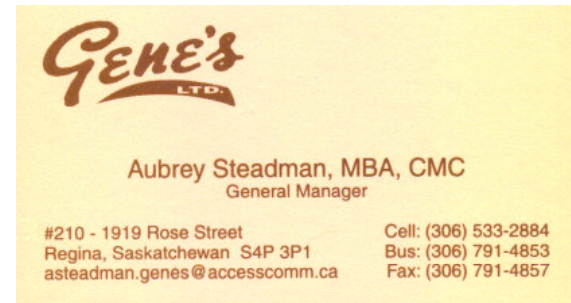 Gene's
LTD.
Aubrey Steadman, MBA, CMC
General Manager
#210 - 1919 Rose Street
Regina, Saskatchewan S4P 3P1
asteadman.genes@accesscomm.ca
Cell: (306) 533-2884
Bus: (306) 791-4853
Fax: (306) 791-4857